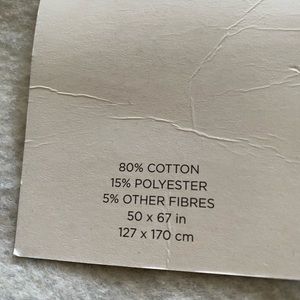 80% COTTON
15% POLYESTER
5% OTHER FIBRES
50 x 67 in
127 x 170 cm